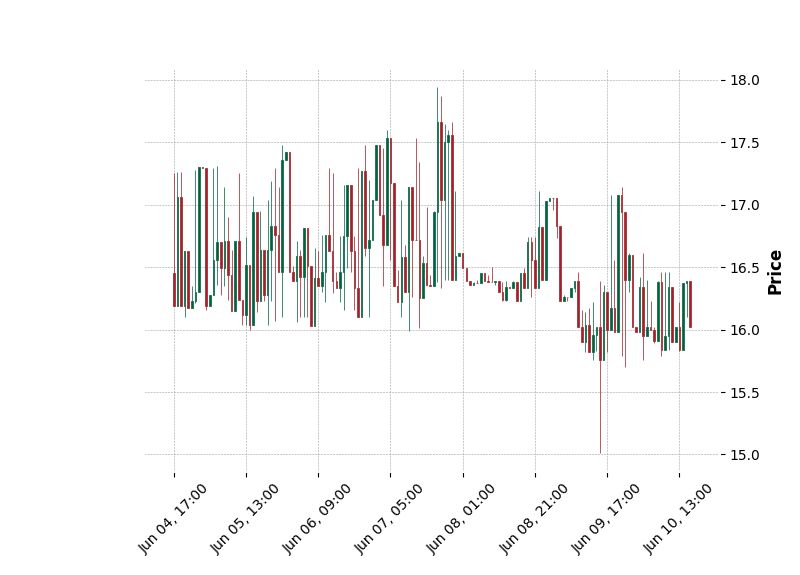 18.0
17.5
17.0
16.5
16.0
15.5
15.0
Price
Jun 04, 17:00
Jun 05, 13:00
Jun 06, 09:00
Jun 07, 05:00
Jun 08, 01:00
Jun 08, 21:00
Jun 09, 17:00
Jun 10, 13:00